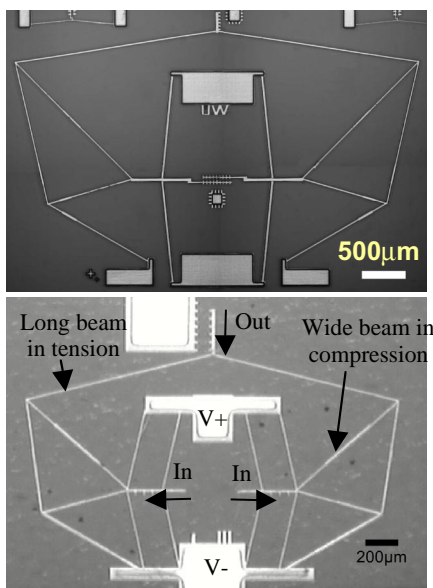 UW
500μm
Long beam
in tension
Out
Wide beam in
compression
V+
In
In
V-
200μm